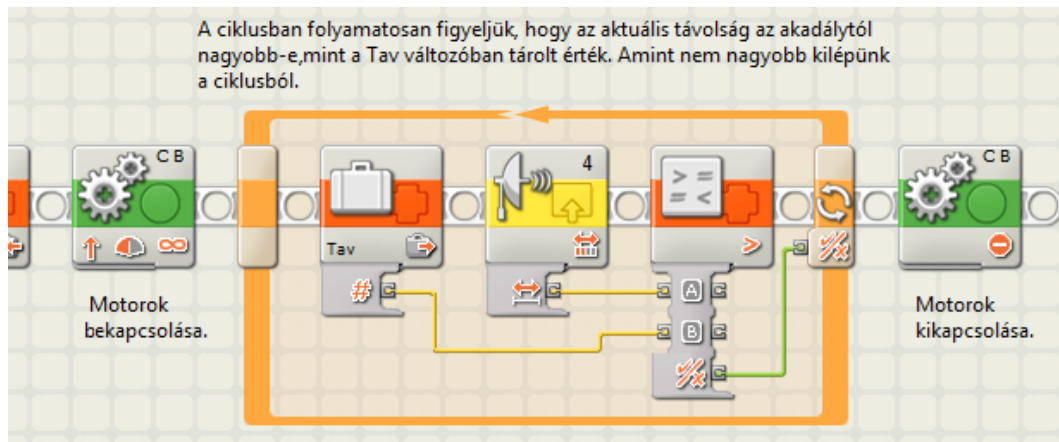 A ciklusban folyamatosan figyeljük, hogy az aktuális távolság az akadálytól
nagyobb-e,mint a Tav változóban tárolt érték. Amint nem nagyobb kilépünk
a ciklusból.
C B
4
C B
> =
= <
Tav
>
#
A
B
Motorok
bekapcsolása.
Motorok
kikapcsolása.